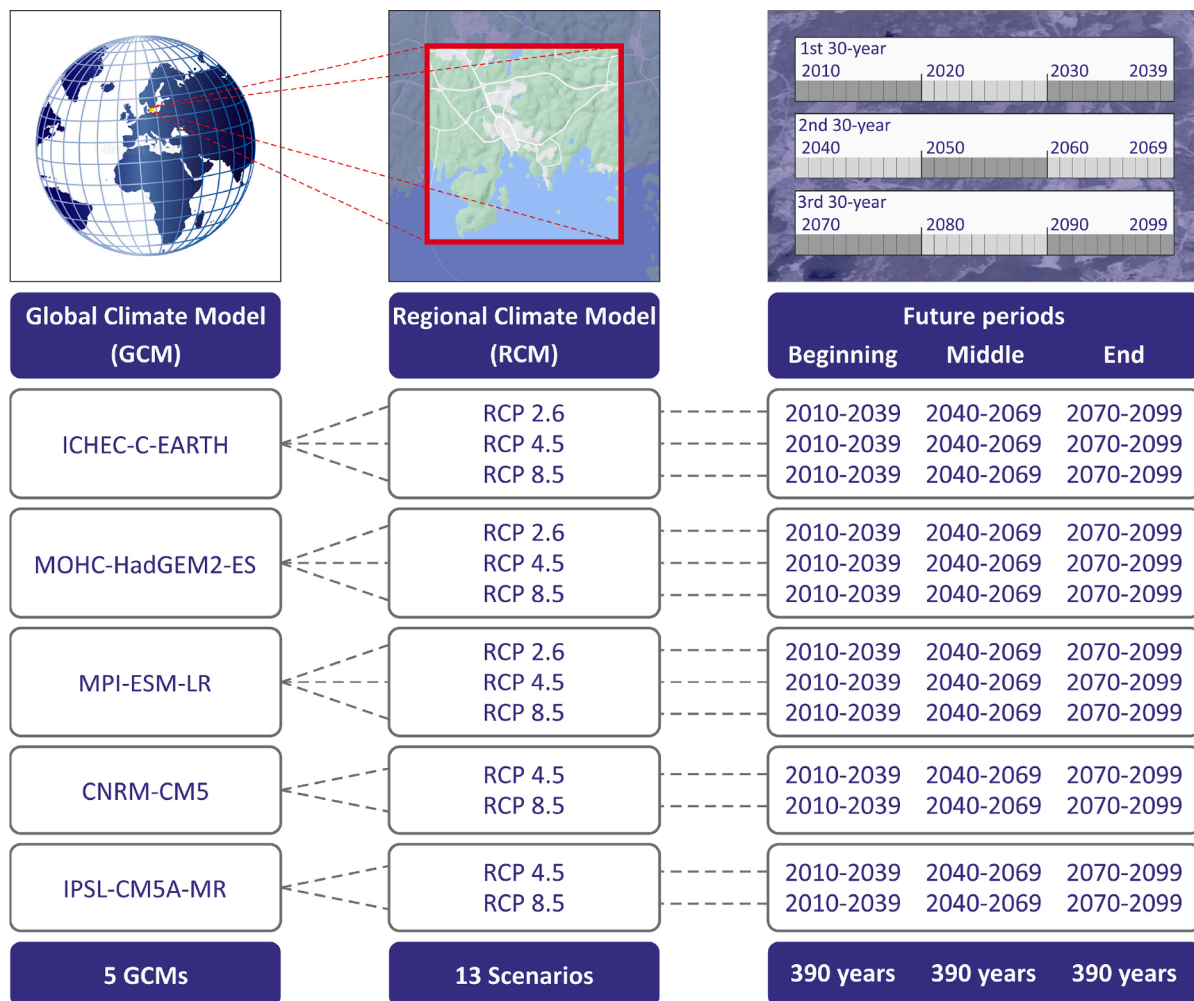 1st 30-year
2010 2020 2030 2039
2nd 30-year
2040 2050 2060 2069
3rd 30-year
2070 2080 2090 2099
Global Climate Model
(GCM)
Regional Climate Model
(RCM)
Future periods
Beginning Middle End
ICHEC-C-EARTH
RCP 2.6
RCP 4.5
RCP 8.5
2010-2039 2040-2069 2070-2099
2010-2039 2040-2069 2070-2099
2010-2039 2040-2069 2070-2099
MOHC-HadGEM2-ES
RCP 2.6
RCP 4.5
RCP 8.5
2010-2039 2040-2069 2070-2099
2010-2039 2040-2069 2070-2099
2010-2039 2040-2069 2070-2099
MPI-ESM-LR
RCP 2.6
RCP 4.5
RCP 8.5
2010-2039 2040-2069 2070-2099
2010-2039 2040-2069 2070-2099
2010-2039 2040-2069 2070-2099
CNRM-CM5
RCP 4.5
RCP 8.5
2010-2039 2040-2069 2070-2099
2010-2039 2040-2069 2070-2099
IPSL-CM5A-MR
RCP 4.5
RCP 8.5
2010-2039 2040-2069 2070-2099
2010-2039 2040-2069 2070-2099
5 GCMs
13 Scenarios
390 years 390 years 390 years